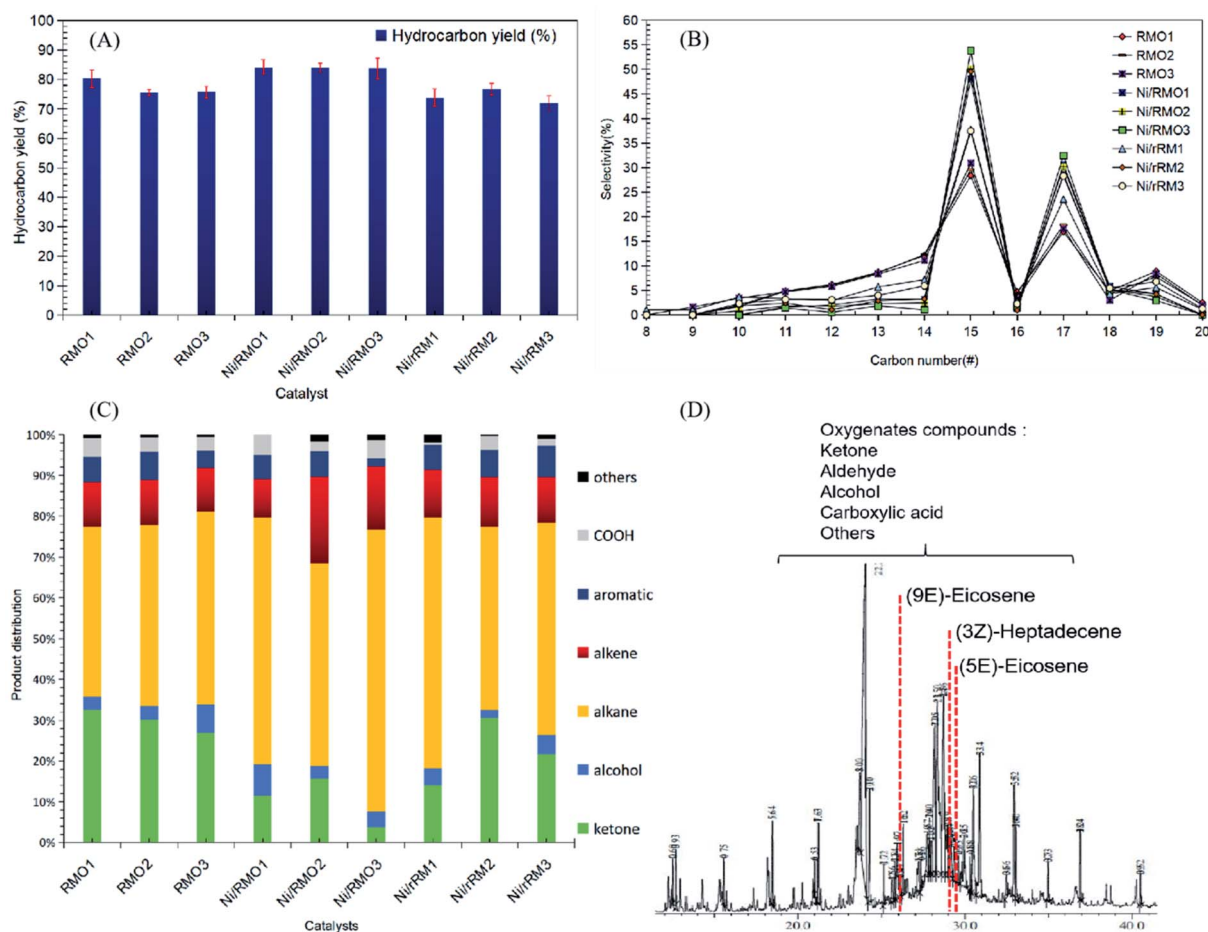 (A)
Hydrocarbon yield (%)
100
90
80
70
60
50
40
30
20
10
0
Hydrocarbon yield (%)
RMO1
RMO2
RMO3
Ni/RMO1
Ni/RMO2
Ni/RMO3
Ni/rRM1
Ni/rRM2
Ni/rRM3
Catalyst
(B)
60
55
50
45
40
35
30
25
20
15
10
5
0
Selectivity(%)
RMO1
RMO2
RMO3
Ni/RMO1
Ni/RMO2
Ni/RMO3
Ni/rRM1
Ni/rRM2
Ni/rRM3
8 9 10 11 12 13 14 15 16 17 18 19 20
Carbon number(#)
(C)
100%
90%
80%
70%
60%
50%
40%
30%
20%
10%
0%
Product distribution
others
COOH
aromatic
alkene
alkane
alcohol
ketone
RMO1
RMO2
RMO3
Ni/RMO1
Ni/RMO2
Ni/RMO3
Ni/rRM1
Ni/rRM2
Ni/rRM3
Catalysts
(D)
Oxygenates compounds :
Ketone
Aldehyde
Alcohol
Carboxylic acid
Others
(9E)-Eicosene
(3Z)-Heptadecene
(5E)-Eicosene
20.0 30.0 40.0